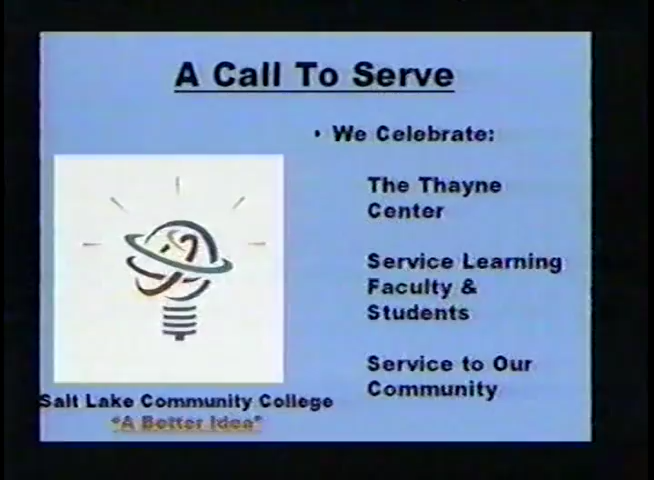 A Call To Serve
• We Celebrate:
The Thayne
Center
Service Learning
Faculty &
Students
Service to Our
Community
Salt Lake Community College
"A Better Idea"